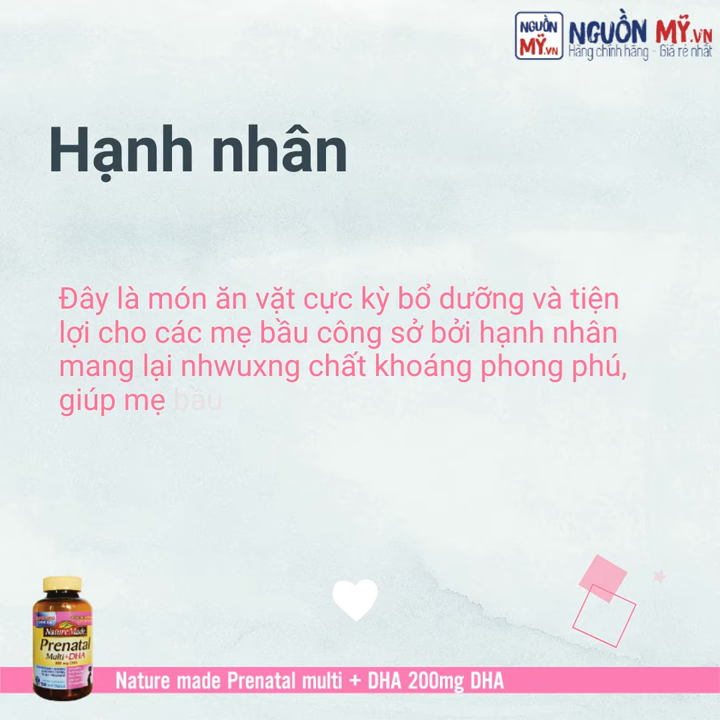 NGUỒN
MỸ.VN
NGUỒN MỸ.VN
Hàng chính hãng - Giá rẻ nhất
Hạnh nhân
Đây là món ăn vặt cực kỳ bổ dưỡng và tiện
lợi cho các mẹ bầu công sở bởi hạnh nhân
mang lại nhwuxng chất khoáng phong phú,
giúp mẹ bầu
Nature Made
Prenatal
Multi+DHA
Nature made Prenatal multi + DHA 200mg DHA